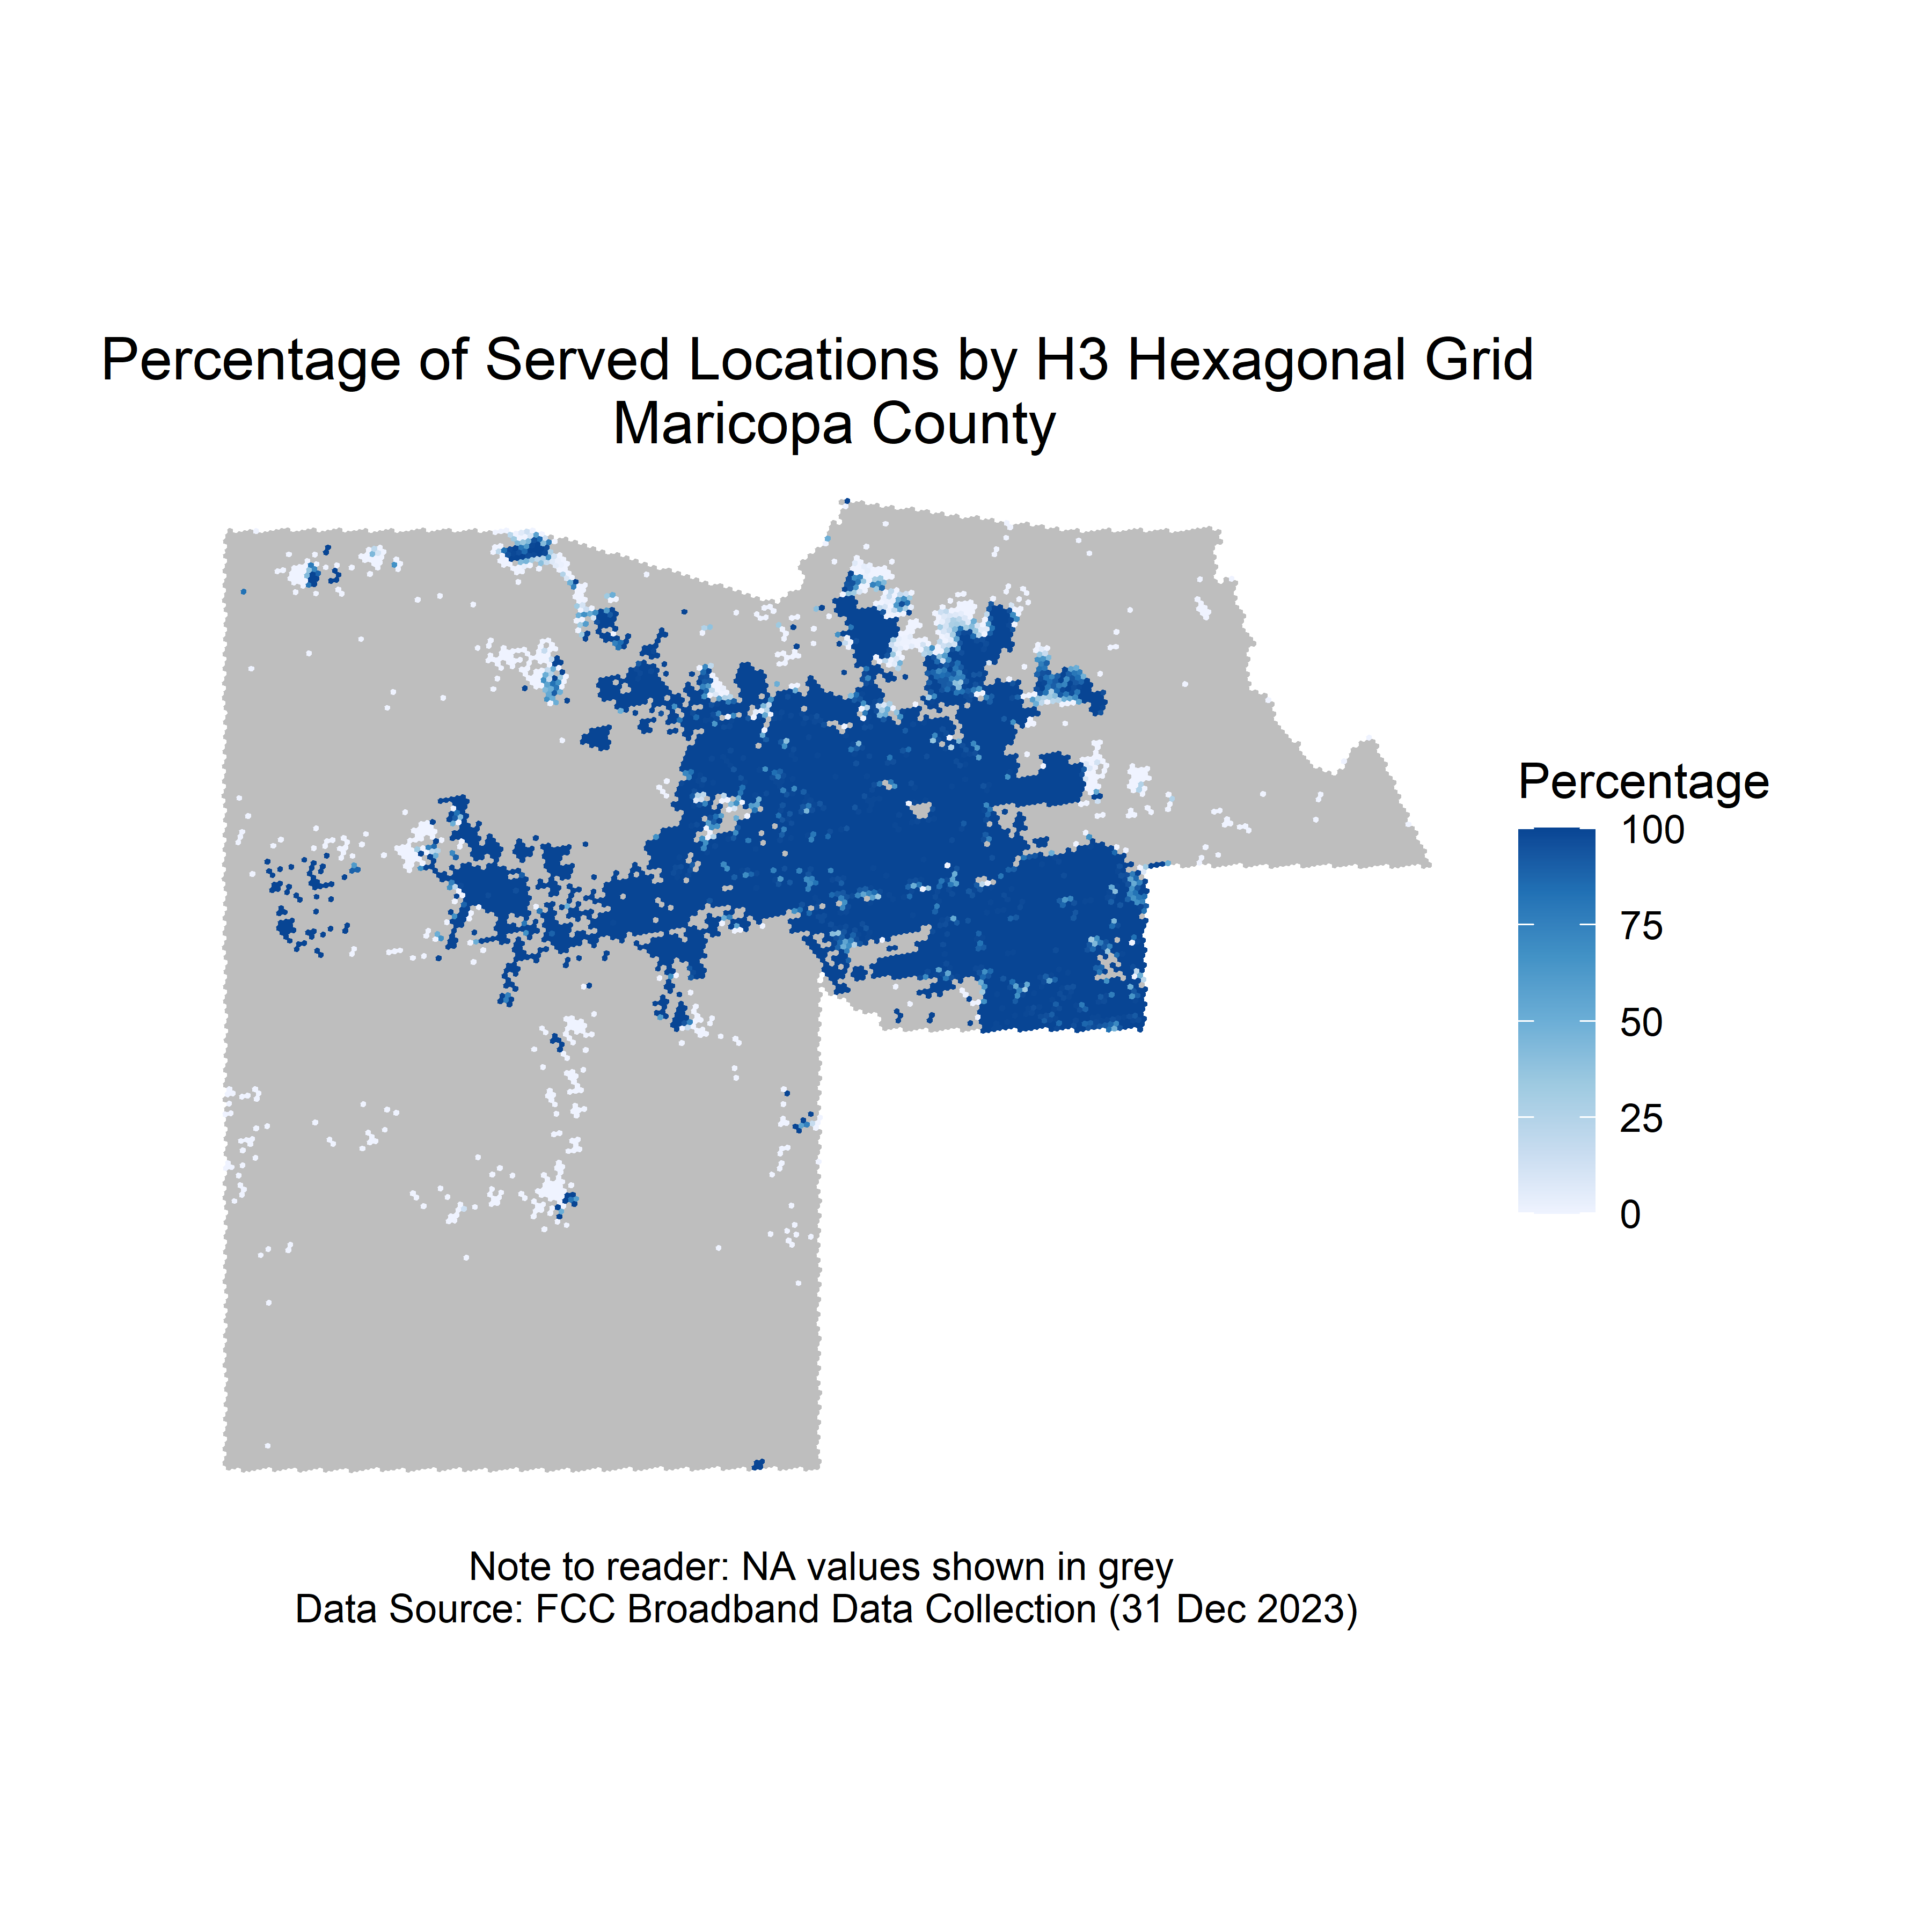 Percentage of Served Locations by H3 Hexagonal Grid
Maricopa County
Percentage
100
75
50
25
0
Note to reader: NA values shown in grey
Data Source: FCC Broadband Data Collection (31 Dec 2023)